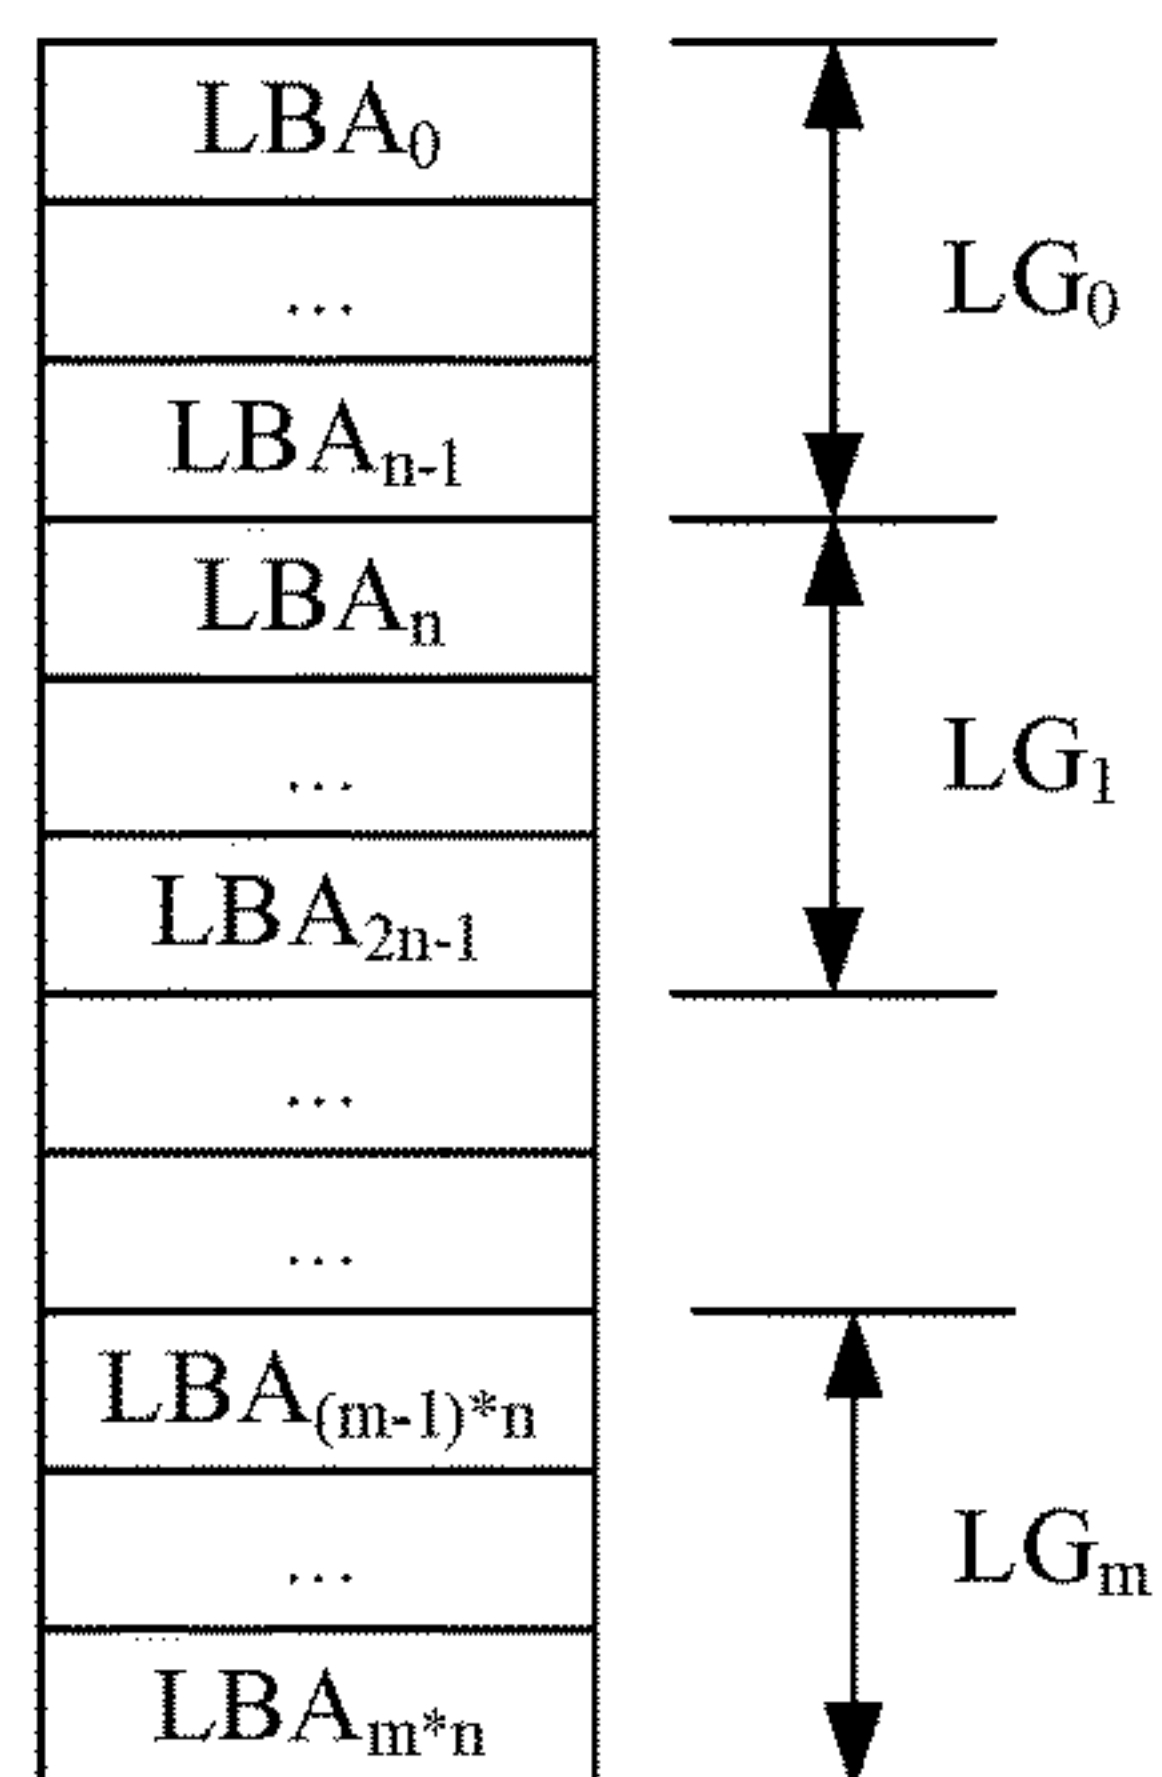 LBA₀
...
LG₀
LBAₙ₋₁
LBAₙ
...
LG₁
LBA₂ₙ₋₁
...
...
LBA₍ₘ₋₁₎*ₙ
...
LGₘ
LBAₘ*ₙ